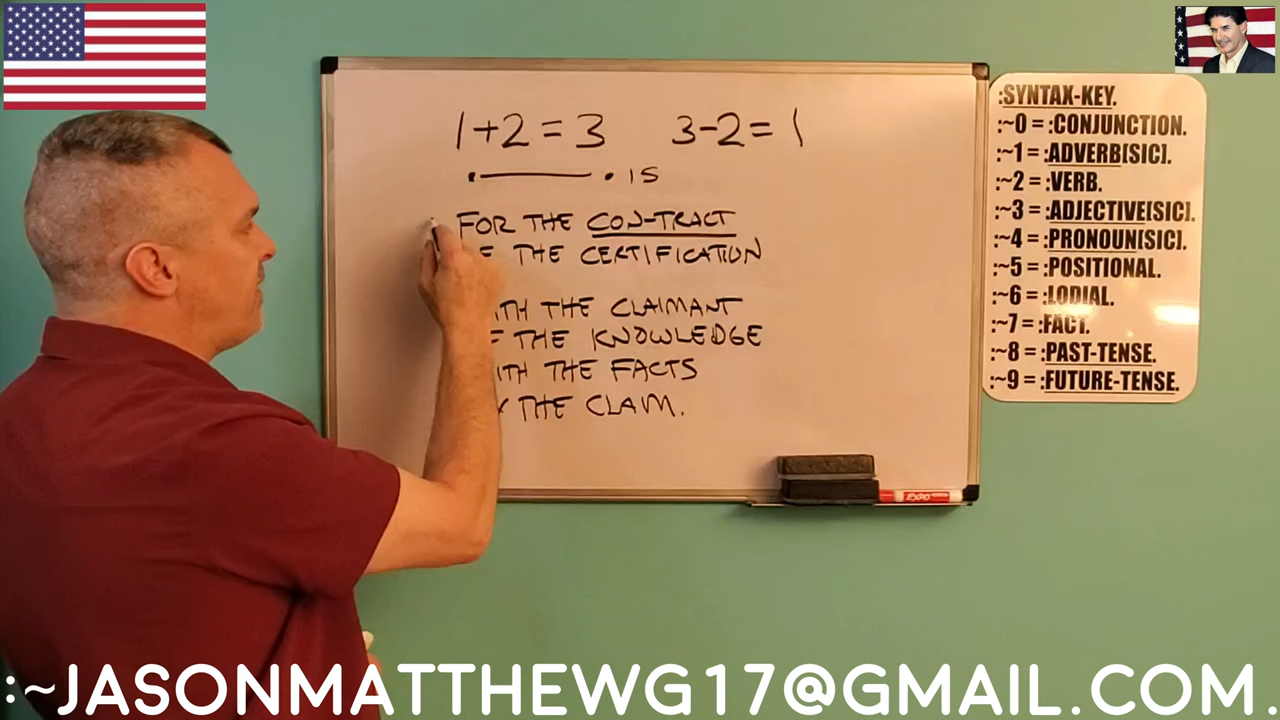 1+2=3 3-2=1
. ——— . IS
FOR THE CON-TRACT
THE CERTIFICATION
THE CLAIMANT
THE KNOWLEDGE
THE FACTS
THE CLAIM.
:SYNTAX-KEY.
:~0 = :CONJUNCTION.
:~1 = :ADVERB[SIC].
:~2 = :VERB.
:~3 = :ADJECTIVE[SIC].
:~4 = :PRONOUN[SIC].
:~5 = :POSITIONAL.
:~6 = :LODIAL.
:~7 = :FACT.
:~8 = :PAST-TENSE.
:~9 = :FUTURE-TENSE.
EXPO
:~JASONMATTHEWG17@GMAIL.COM.